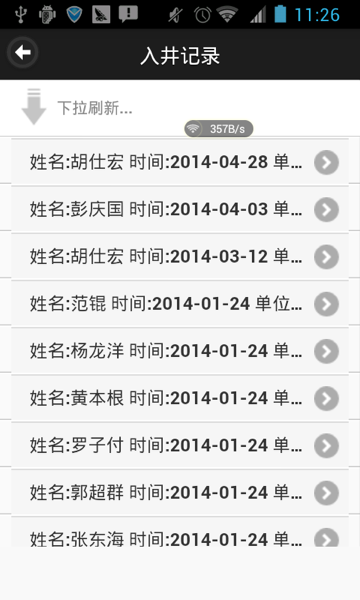 11:26
入井记录
下拉刷新...
357B/s
姓名:胡仕宏 时间:2014-04-28 单...
姓名:彭庆国 时间:2014-04-03 单...
姓名:胡仕宏 时间:2014-03-12 单...
姓名:范锟 时间:2014-01-24 单位...
姓名:杨龙洋 时间:2014-01-24 单...
姓名:黄本根 时间:2014-01-24 单...
姓名:罗子付 时间:2014-01-24 单...
姓名:郭超群 时间:2014-01-24 单...
姓名:张东海 时间:2014-01-24 单...